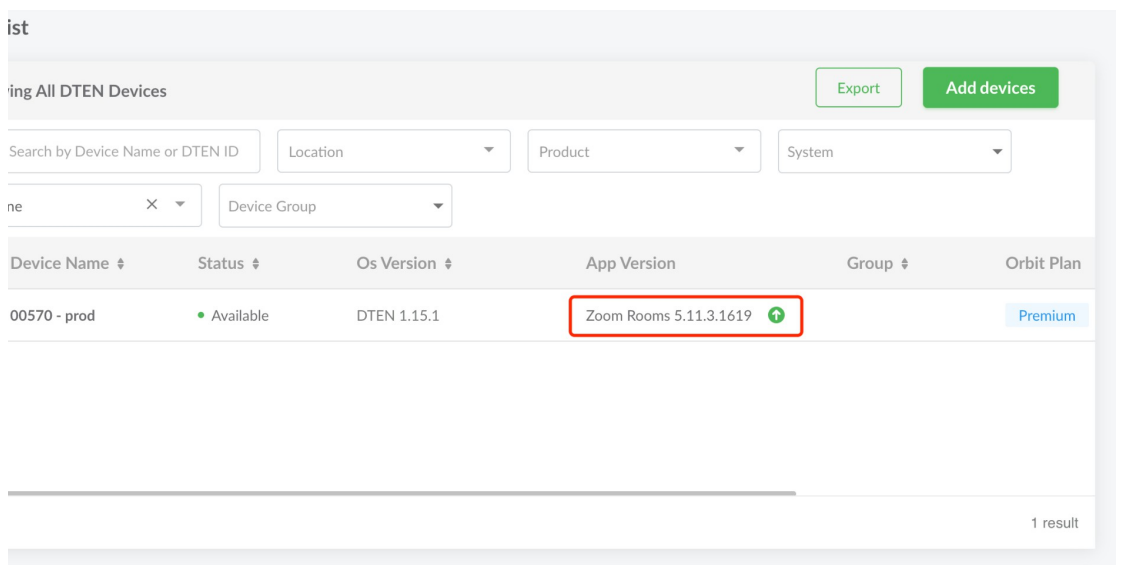 ist
ing All DTEN Devices
Export
Add devices
Search by Device Name or DTEN ID
Location
Product
System
ne
Device Group
Device Name
Status
Os Version
App Version
Group
Orbit Plan
00570 - prod
Available
DTEN 1.15.1
Zoom Rooms 5.11.3.1619
Premium
1 result